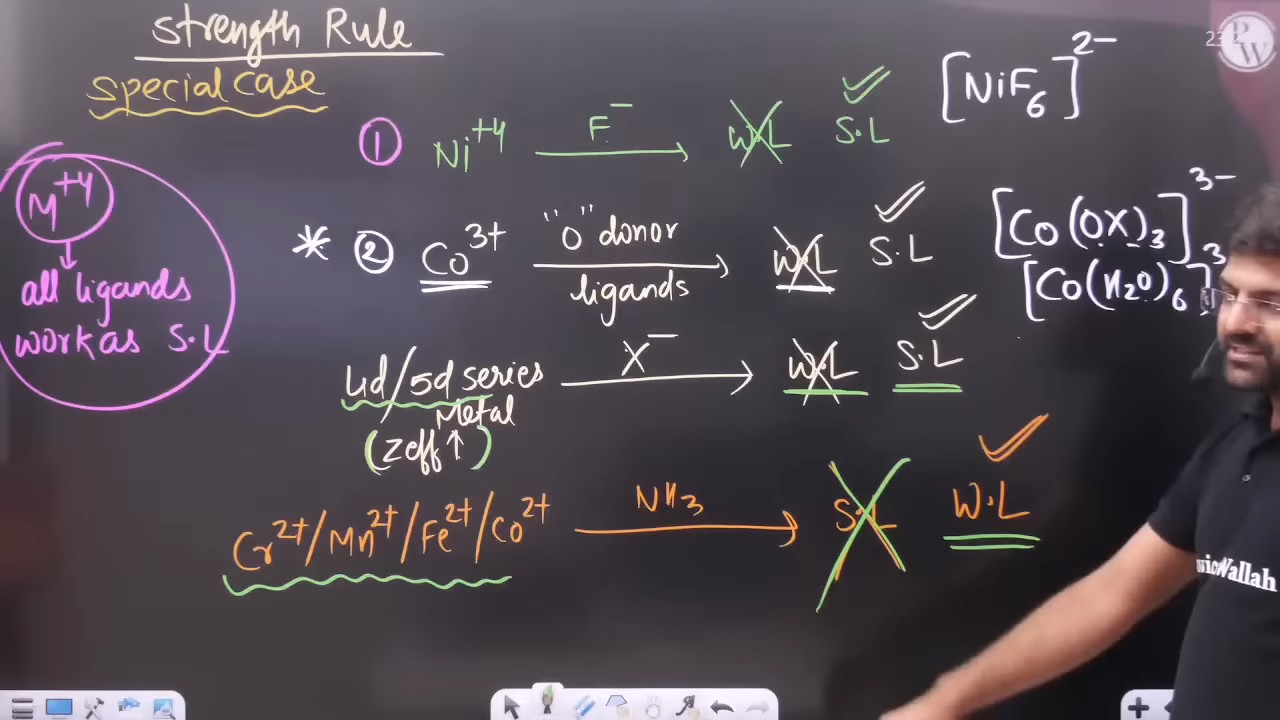 Strength Rule
special case
① Ni+4 F– → W.L S.L [NiF6]2–
M+4
↓
all ligands
work as S.L
* ② Co3+ "O" donor ligands → W.L S.L [Co(OX)3]3–
[Co(H2O)6]3
4d/5d series X– → W.L S.L
Metal
(Zeff ↑)
Cr2+/Mn2+/Fe2+/Co2+ NH3 → S.L W.L
PW
Wallah